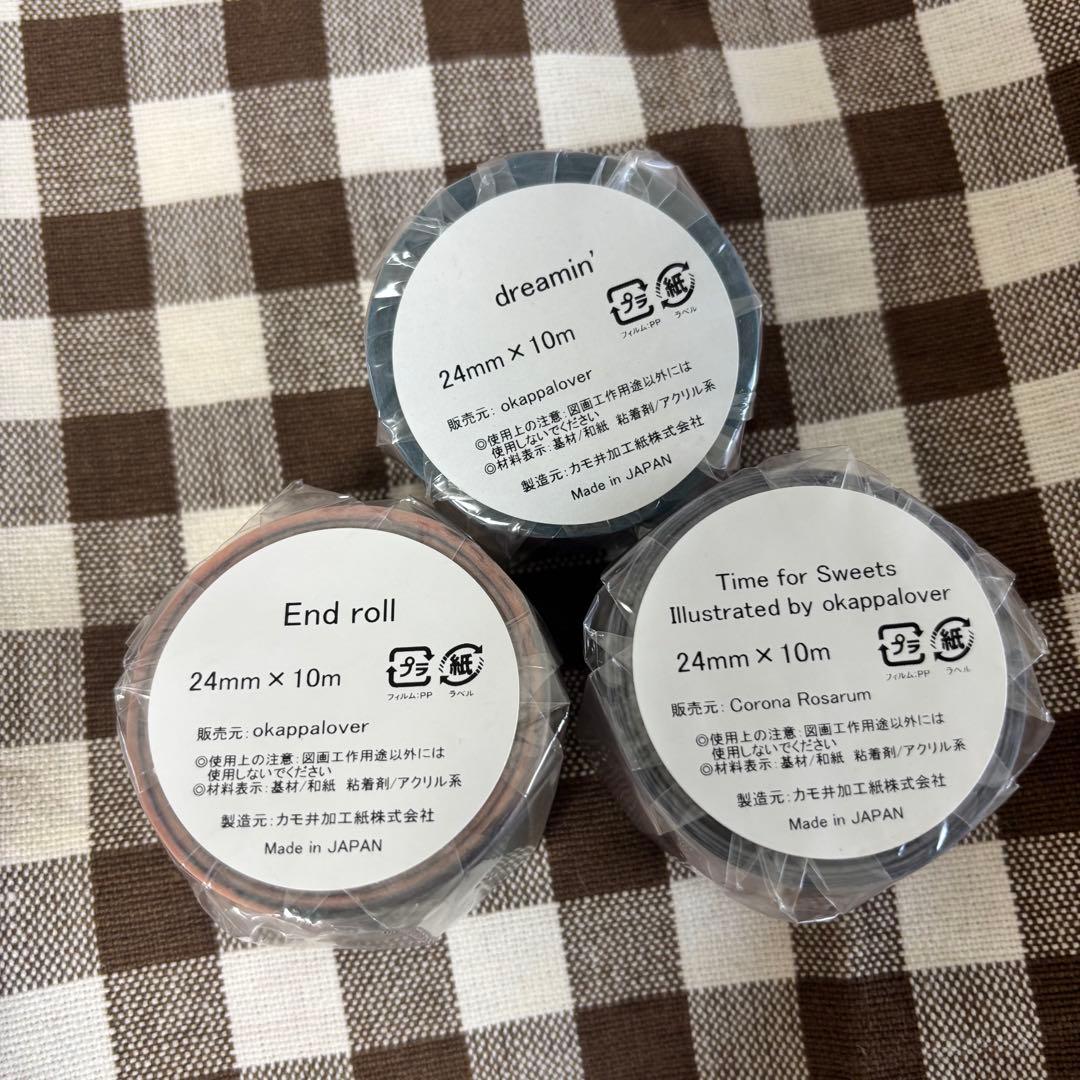 dreamin'
プラ 紙
フィルム:PP ラベル
24mm×10m
販売元: okappalover
◎使用上の注意:図画工作用途以外には
使用しないでください
◎材料表示:基材/和紙 粘着剤/アクリル系
製造元:カモ井加工紙株式会社
Made in JAPAN
End roll
プラ 紙
フィルム:PP ラベル
24mm×10m
販売元:okappalover
◎使用上の注意:図画工作用途以外には
使用しないでください
◎材料表示:基材/和紙 粘着剤/アクリル系
製造元:カモ井加工紙株式会社
Made in JAPAN
Time for Sweets
Illustrated by okappalover
プラ 紙
フィルム:PP ラベル
24mm×10m
販売元: Corona Rosarum
◎使用上の注意:図画工作用途以外には
使用しないでください
◎材料表示:基材/和紙 粘着剤/アクリル系
製造元:カモ井加工紙株式会社
Made in JAPAN